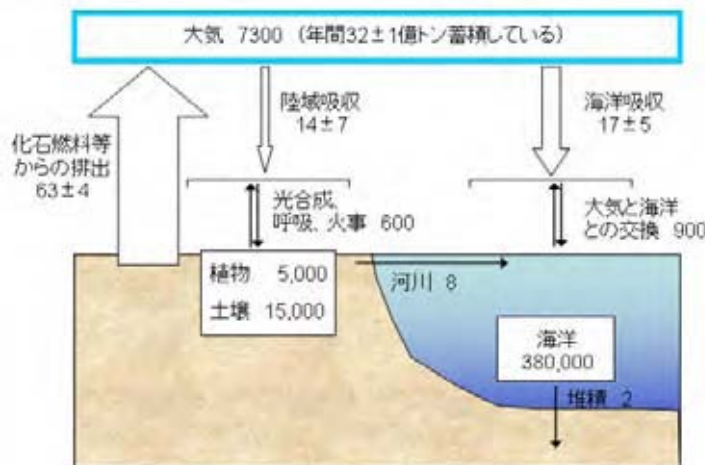 大気 7300 (年間32±1億トン蓄積している)
化石燃料等
からの排出
63±4
陸域吸収
14±7
海洋吸収
17±5
光合成、
呼吸、火事 600
大気と海洋
との交換 900
植物 5,000
土壌 15,000
河川 8
海洋
380,000
堆積 2